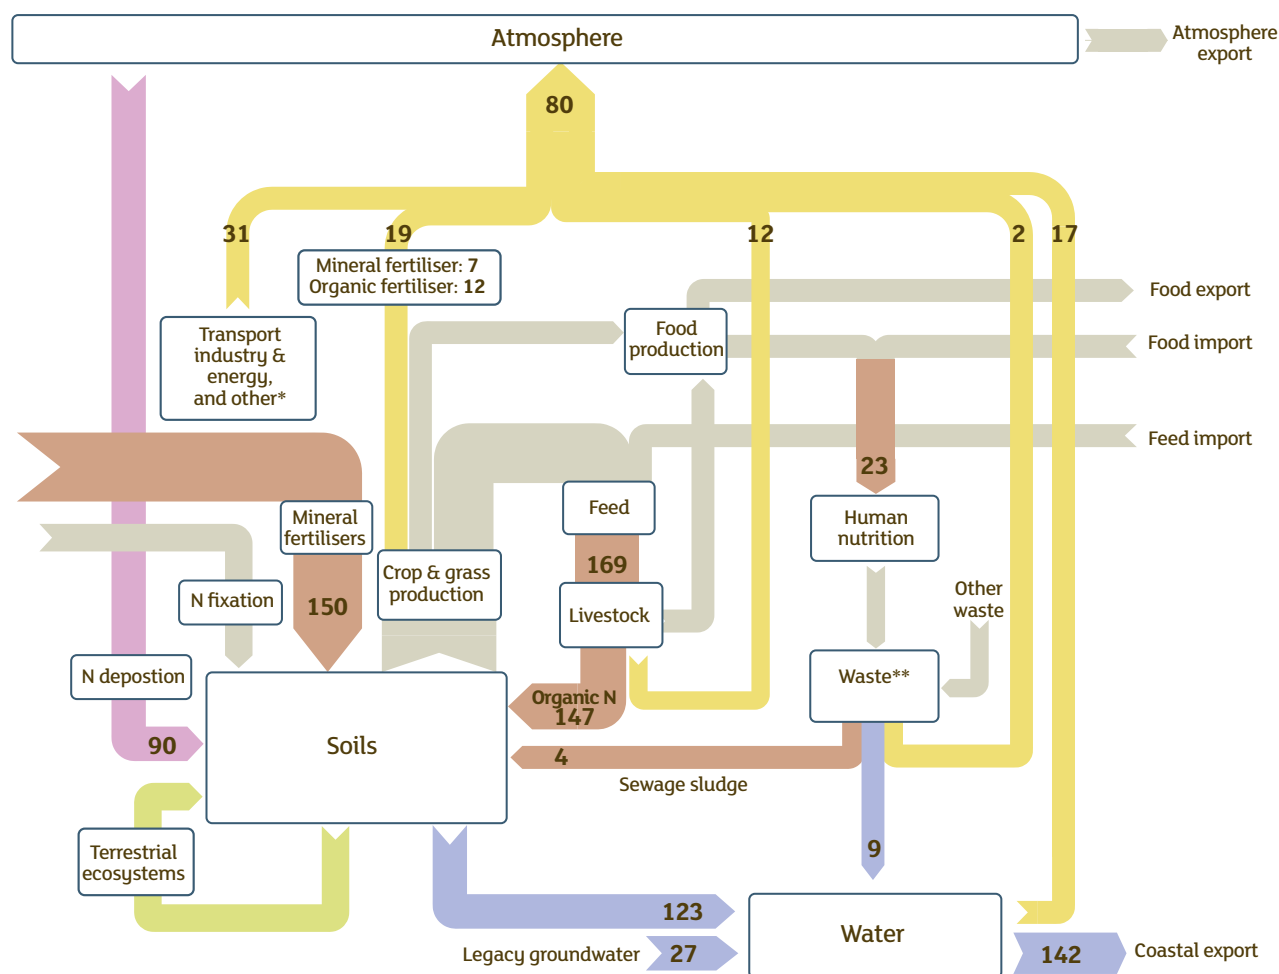 Atmosphere
Atmosphere
export
80
31
19
12
2
17
Mineral fertiliser: 7
Organic fertiliser: 12
Food export
Transport
industry &
energy,
and other*
Food
production
Food import
Feed import
23
Feed
Human
nutrition
Mineral
fertilisers
Crop & grass
production
169
N fixation
150
Livestock
Other
waste
N depostion
Waste**
Organic N
147
90
Soils
4
Sewage sludge
Terrestrial
ecosystems
9
123
Water
Legacy groundwater
27
142
Coastal export